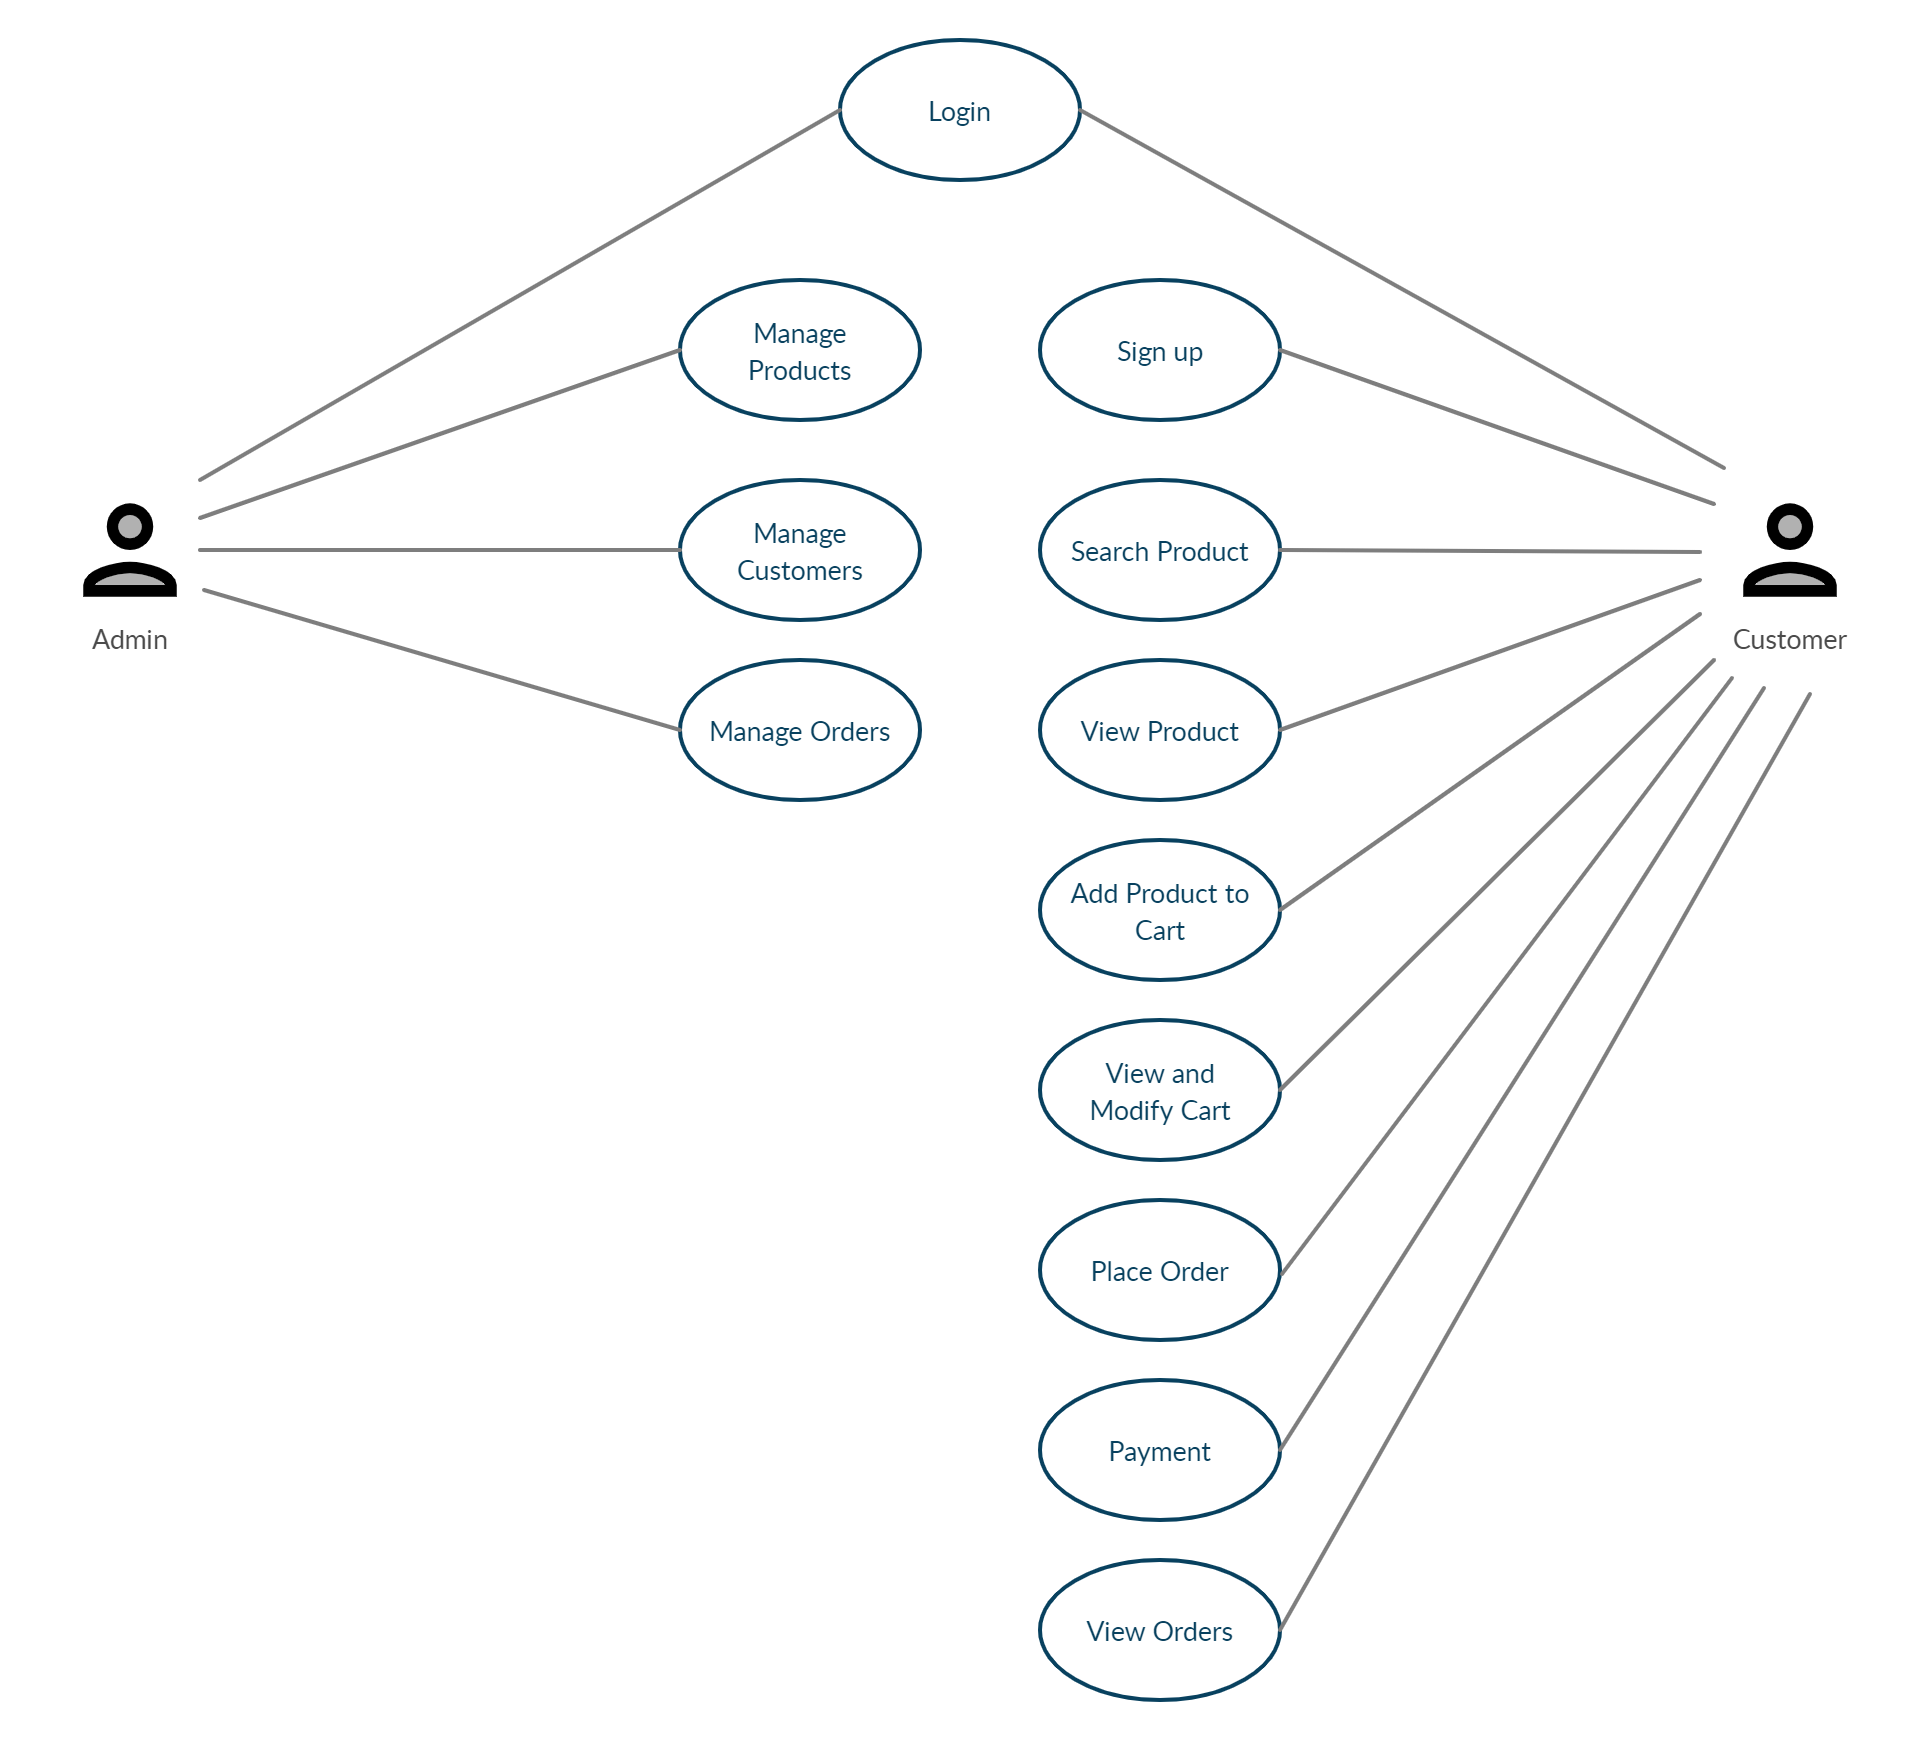 Login
Manage
Products
Sign up
Manage
Customers
Search Product
Admin
Customer
Manage Orders
View Product
Add Product to
Cart
View and
Modify Cart
Place Order
Payment
View Orders